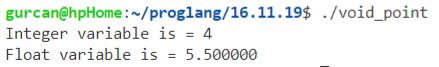 gurcan@hpHome:~/proglang/16.11.19$ ./void_point
Integer variable is = 4
Float variable is = 5.500000